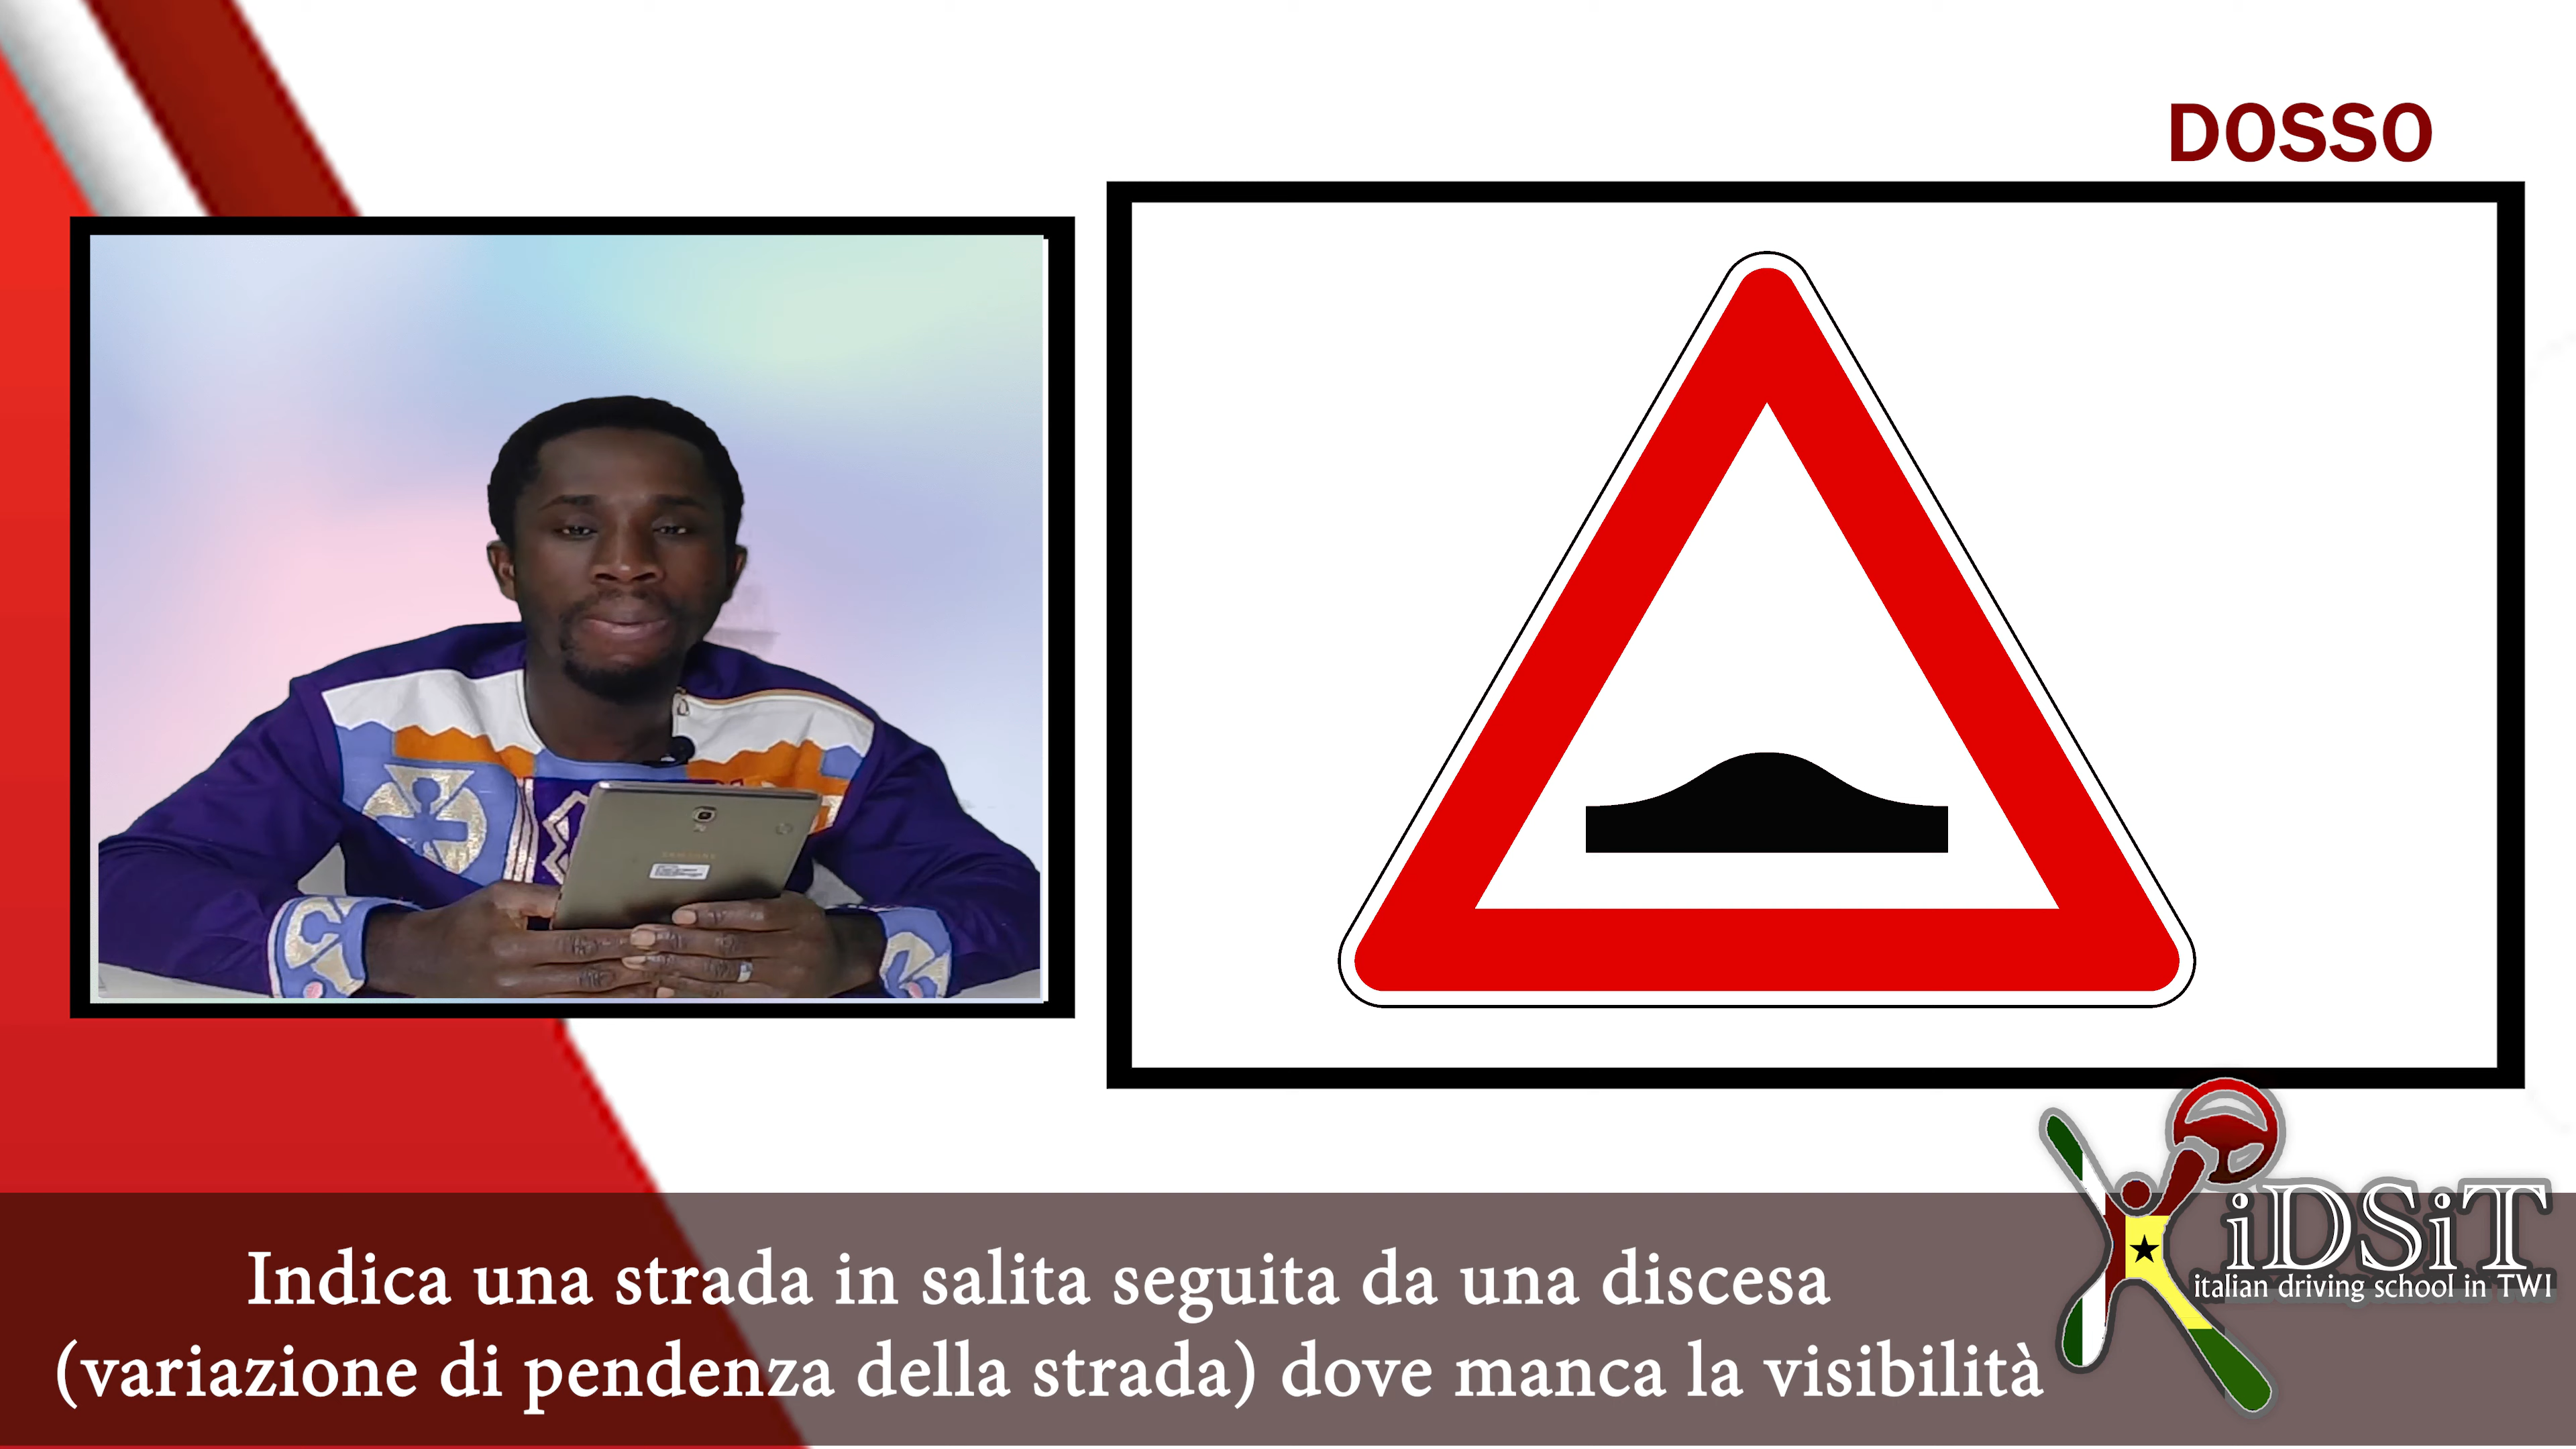 DOSSO
iDSiT
italian driving school in TWI
Indica una strada in salita seguita da una discesa
(variazione di pendenza della strada) dove manca la visibilità